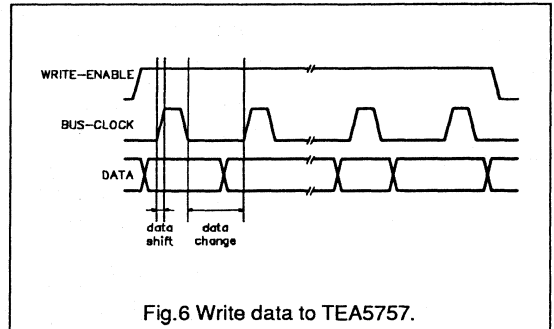 WRITE-ENABLE
BUS-CLOCK
DATA
data shift
data change
Fig.6 Write data to TEA5757.